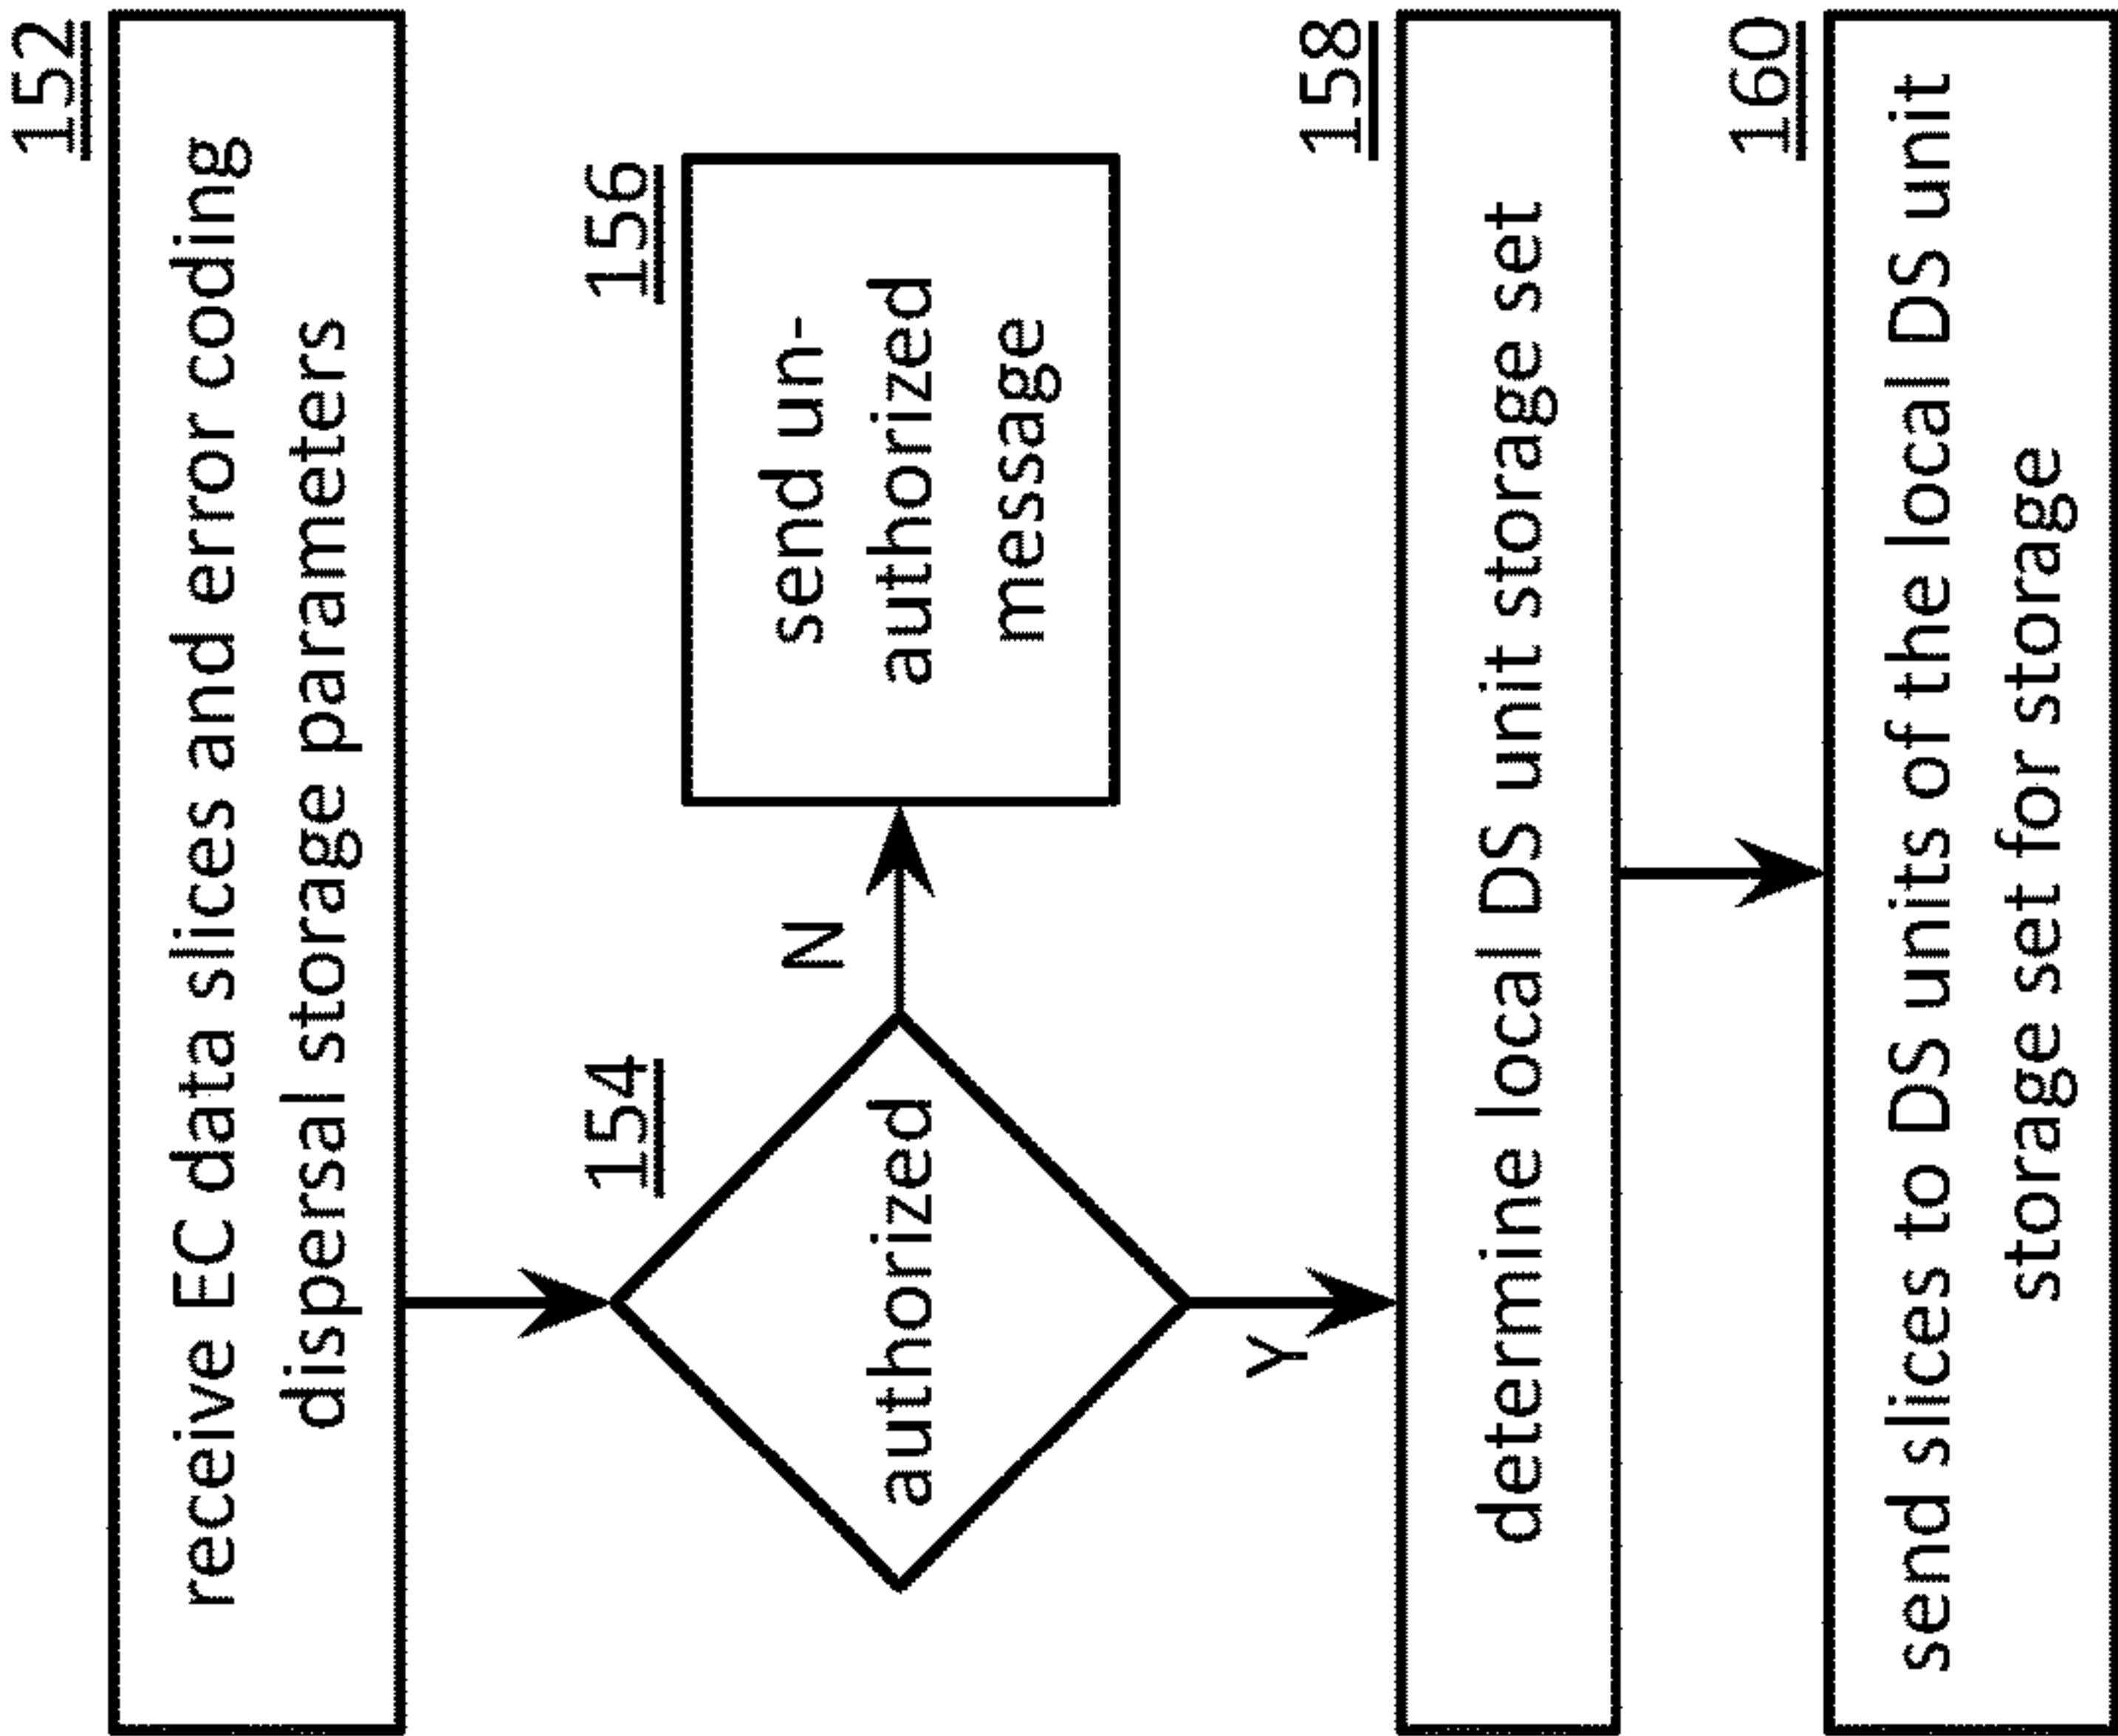 152
receive EC data slices and error coding
dispersal storage parameters
154
authorized
N
156
send un-
authorized
message
Y
158
determine local DS unit storage set
160
send slices to DS units of the local DS unit
storage set for storage